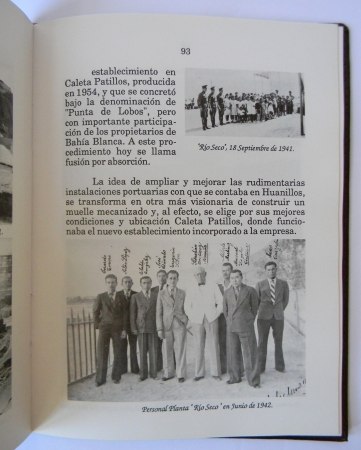 93
establecimiento en
Caleta Patillos, producida
en 1954, y que se concretó
bajo la denominación de
"Punta de Lobos", pero
con importante participa-
ción de los propietarios de
Bahía Blanca. A este pro-
cedimiento hoy se llama
fusión por absorción.
"Río Seco", 18 Septiembre de 1941.
La idea de ampliar y mejorar las rudimentarias
instalaciones portuarias con que se contaba en Huanillos, se
transforma en otra más visionaria de construir un
muelle mecanizado y, al efecto, se elige por sus mejores
condiciones y ubicación Caleta Patillos, donde funcio-
naba el nuevo establecimiento incorporado a la empresa.
Personal Planta "Río Seco" en Junio de 1942.